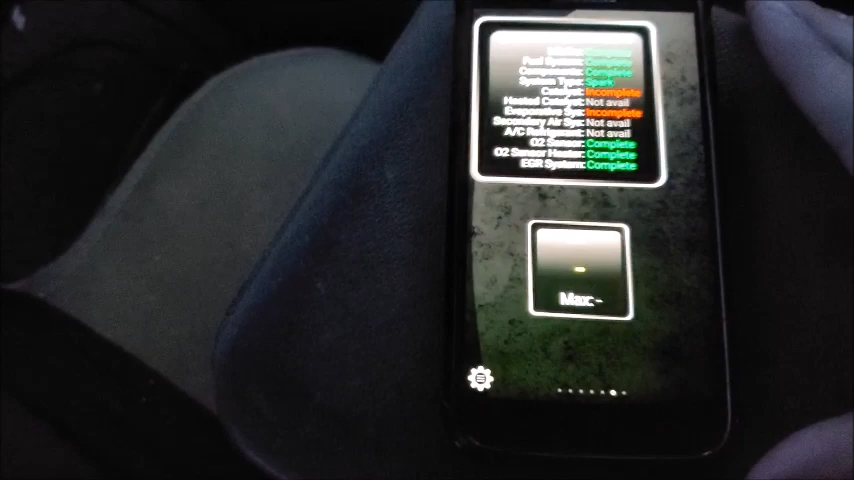 Fuel System: Complete
Components: Complete
System Type: Spark
Catalyst: Incomplete
Heated Catalyst: Not avail
Evaporative Sys: Incomplete
Secondary Air Sys: Not avail
A/C Refrigerant: Not avail
O2 Sensor: Complete
O2 Sensor Heater: Complete
EGR System: Complete
-
Max: -